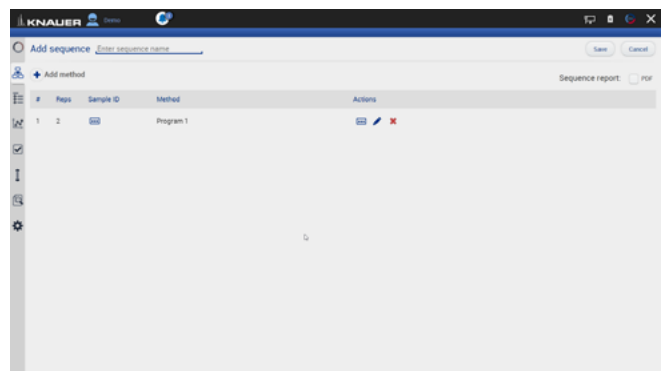 KNAUER Demo
Add sequence Enter sequence name Save Cancel
Add method Sequence report: PDF
# Reps Sample ID Method Actions
1 2 Program 1